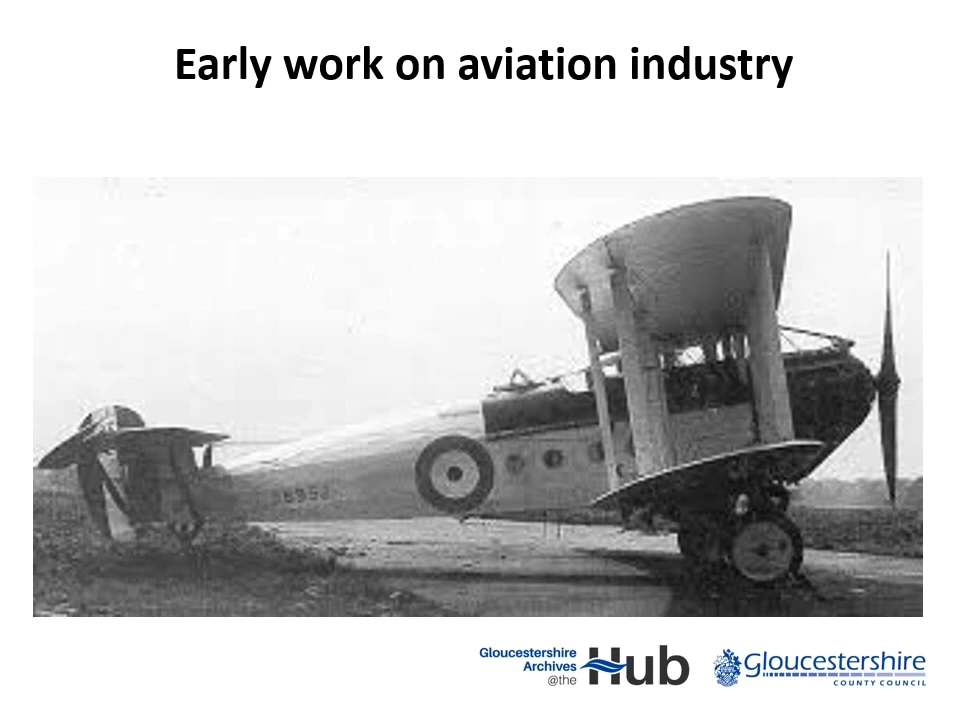 Early work on aviation industry
Gloucestershire
Archives
@the
Hub
Gloucestershire
COUNTY COUNCIL